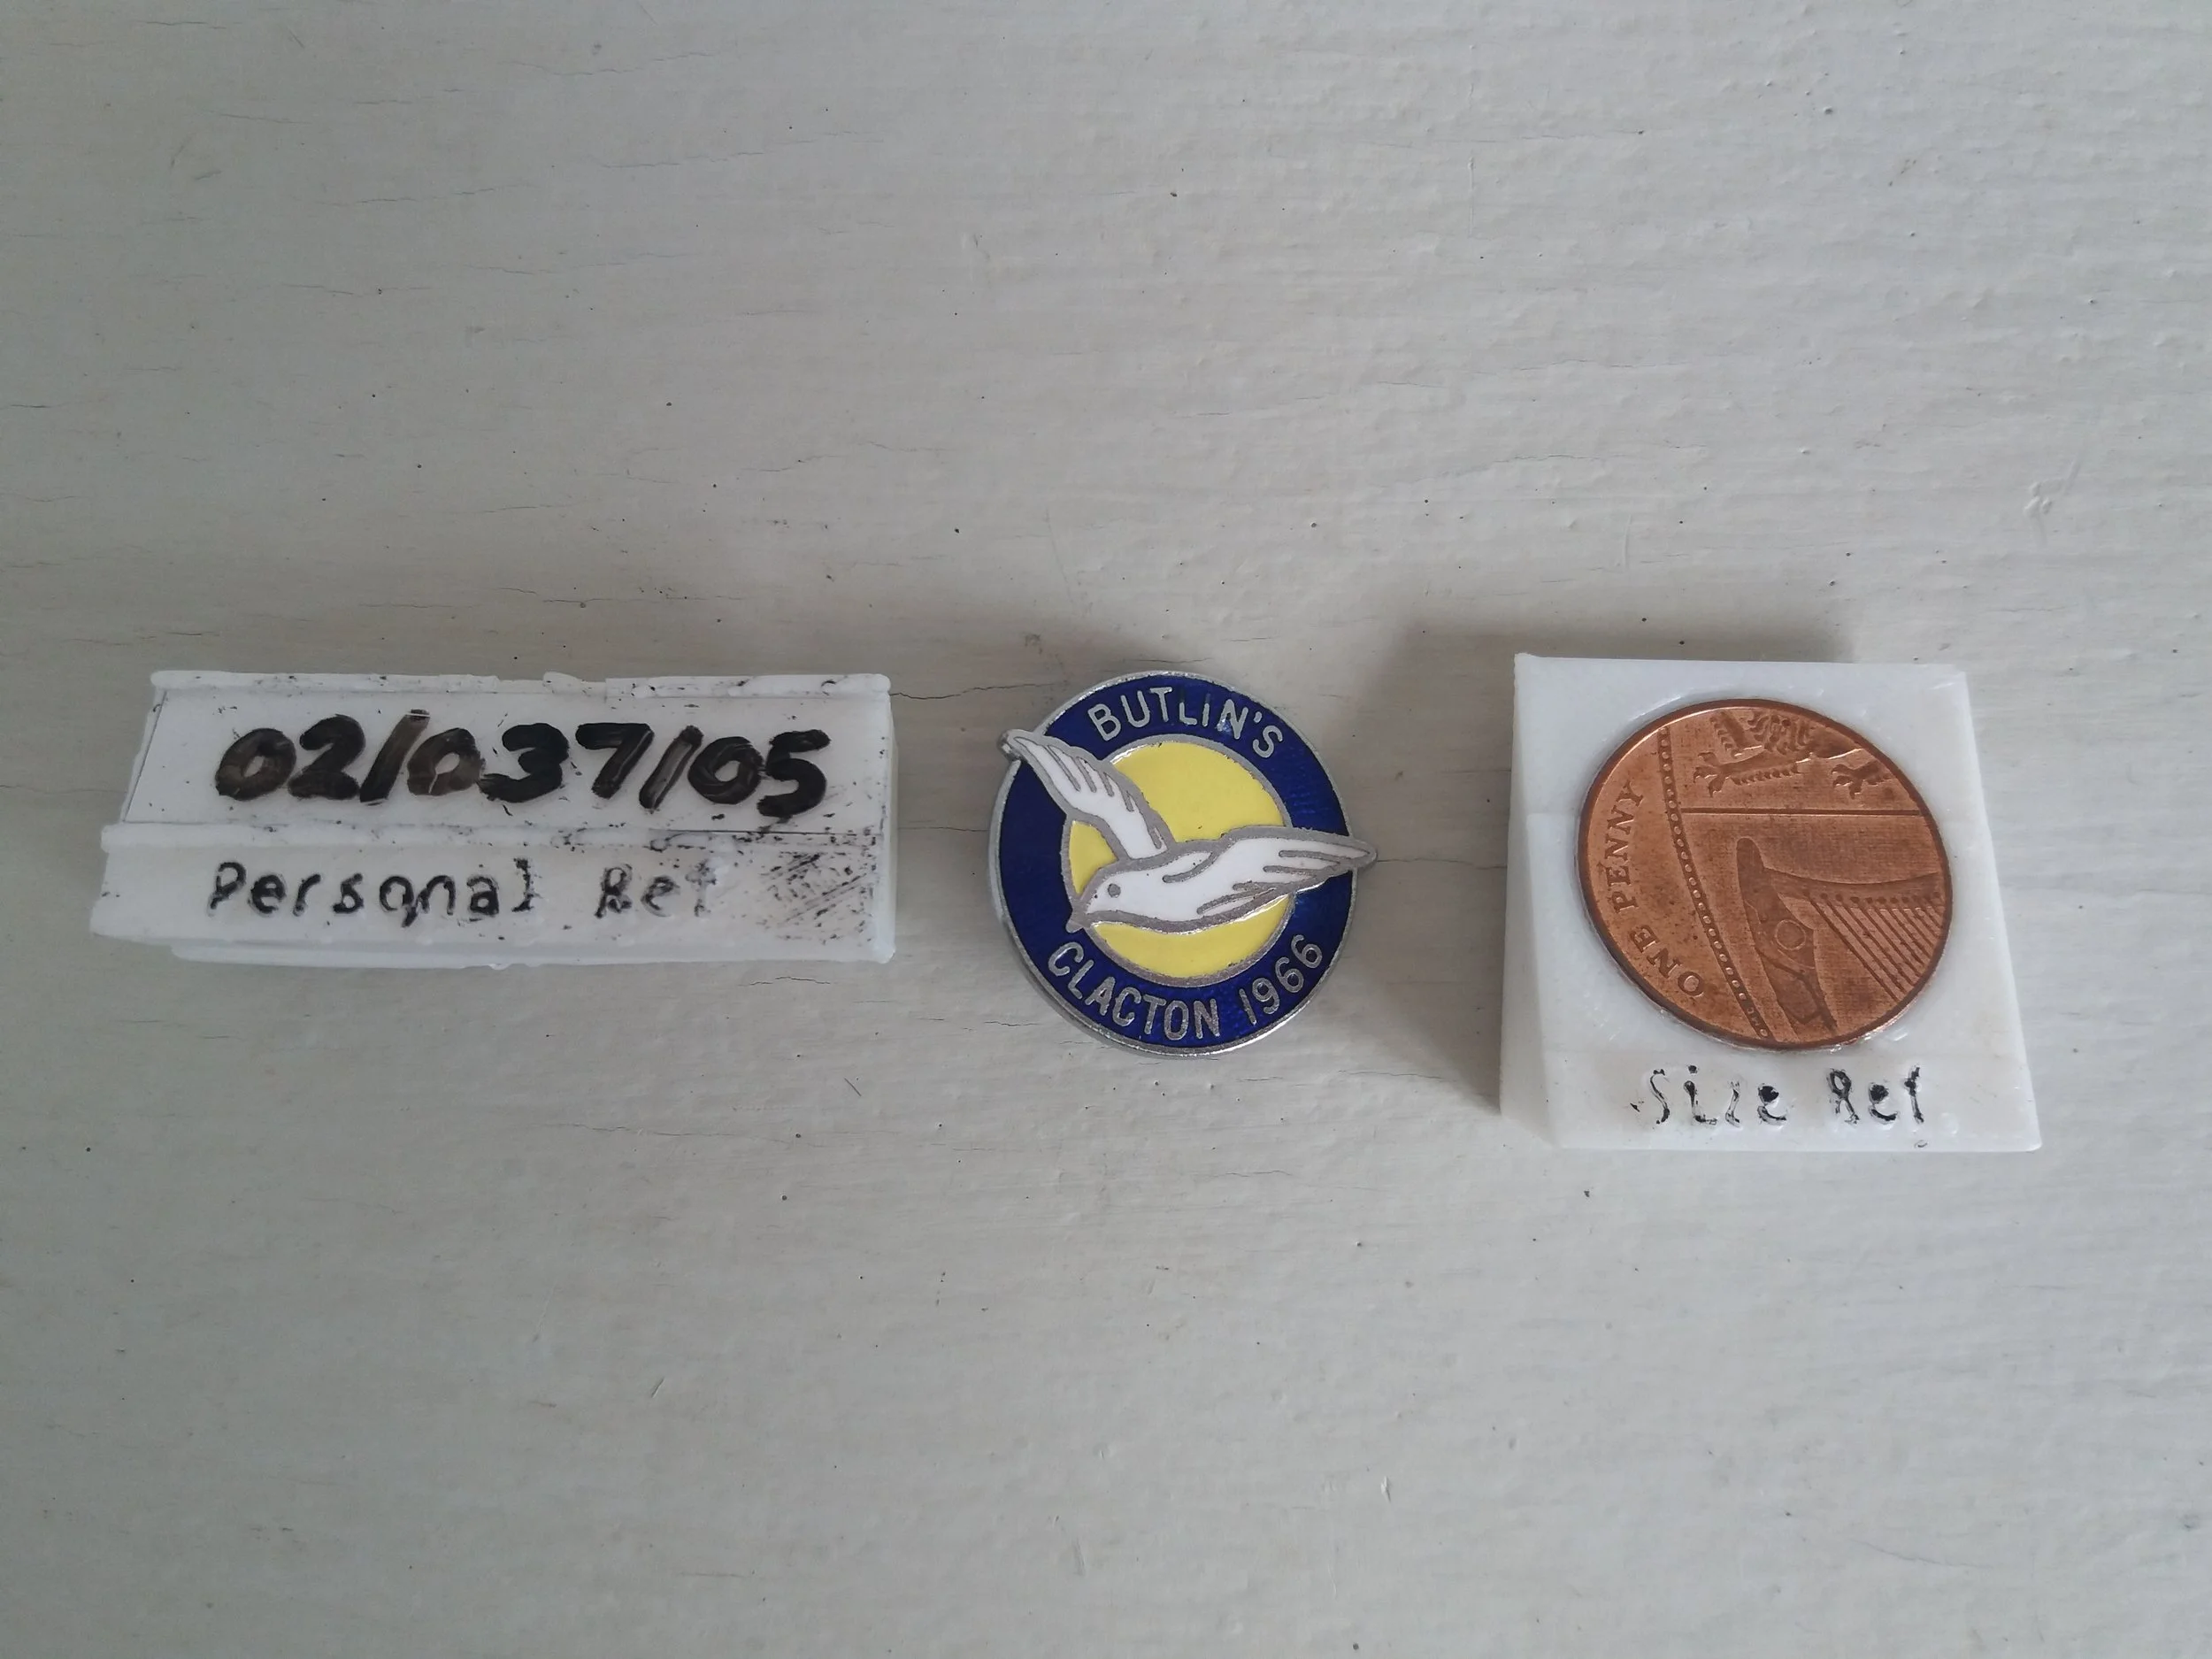 02/037/05
Personal Ref
BUTLIN'S
CLACTON 1966
ONE PENNY
Size Ref